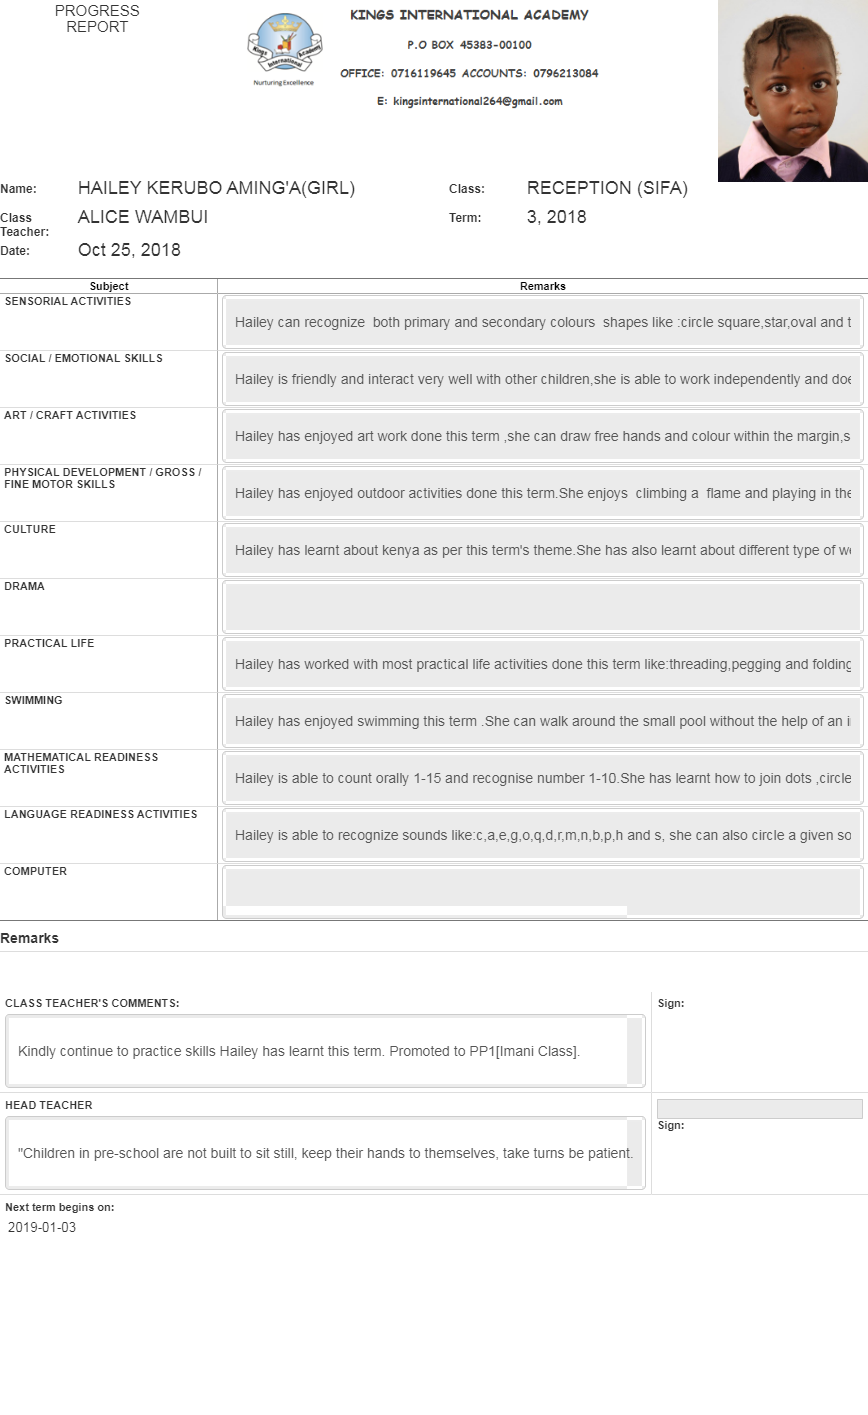 PROGRESS
REPORT
Kings International Academy
Nurturing Excellence
KINGS INTERNATIONAL ACADEMY
P.O BOX 45383-00100
OFFICE: 0716119645 ACCOUNTS: 0796213084
E: kingsinternational264@gmail.com
Name: HAILEY KERUBO AMING'A(GIRL) Class: RECEPTION (SIFA)
Class Teacher: ALICE WAMBUI Term: 3, 2018
Date: Oct 25, 2018
Subject Remarks
SENSORIAL ACTIVITIES
Hailey can recognize  both primary and secondary colours  shapes like :circle square,star,oval and t
SOCIAL / EMOTIONAL SKILLS
Hailey is friendly and interact very well with other children,she is able to work independently and doe
ART / CRAFT ACTIVITIES
Hailey has enjoyed art work done this term ,she can draw free hands and colour within the margin,s
PHYSICAL DEVELOPMENT / GROSS /
FINE MOTOR SKILLS
Hailey has enjoyed outdoor activities done this term.She enjoys  climbing a  flame and playing in the
CULTURE
Hailey has learnt about kenya as per this term's theme.She has also learnt about different type of we
DRAMA
PRACTICAL LIFE
Hailey has worked with most practical life activities done this term like:threading,pegging and folding
SWIMMING
Hailey has enjoyed swimming this term .She can walk around the small pool without the help of an i
MATHEMATICAL READINESS
ACTIVITIES
Hailey is able to count orally 1-15 and recognise number 1-10.She has learnt how to join dots ,circle
LANGUAGE READINESS ACTIVITIES
Hailey is able to recognize sounds like:c,a,e,g,o,q,d,r,m,n,b,p,h and s, she can also circle a given so
COMPUTER
Remarks
CLASS TEACHER'S COMMENTS: Sign:
Kindly continue to practice skills Hailey has learnt this term. Promoted to PP1[Imani Class].
HEAD TEACHER
Sign:
"Children in pre-school are not built to sit still, keep their hands to themselves, take turns be patient.
Next term begins on:
2019-01-03